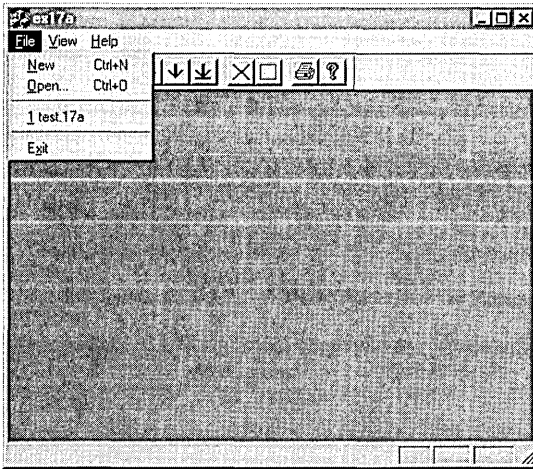 ex17a
File View Help
New Ctrl+N
Open... Ctrl+O
1 test.17a
Exit